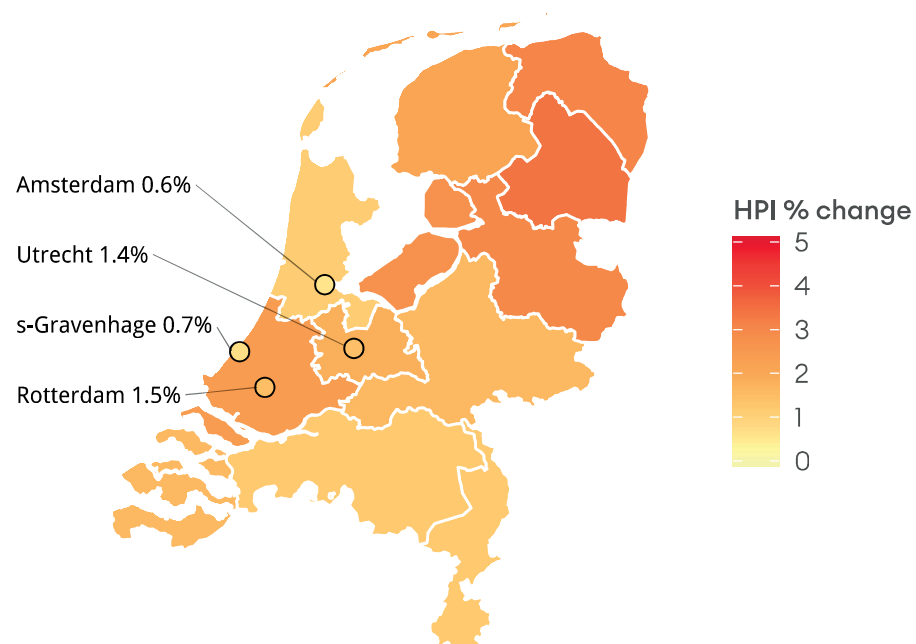 Amsterdam 0.6%
Utrecht 1.4%
s-Gravenhage 0.7%
Rotterdam 1.5%
HPI % change
5
4
3
2
1
0